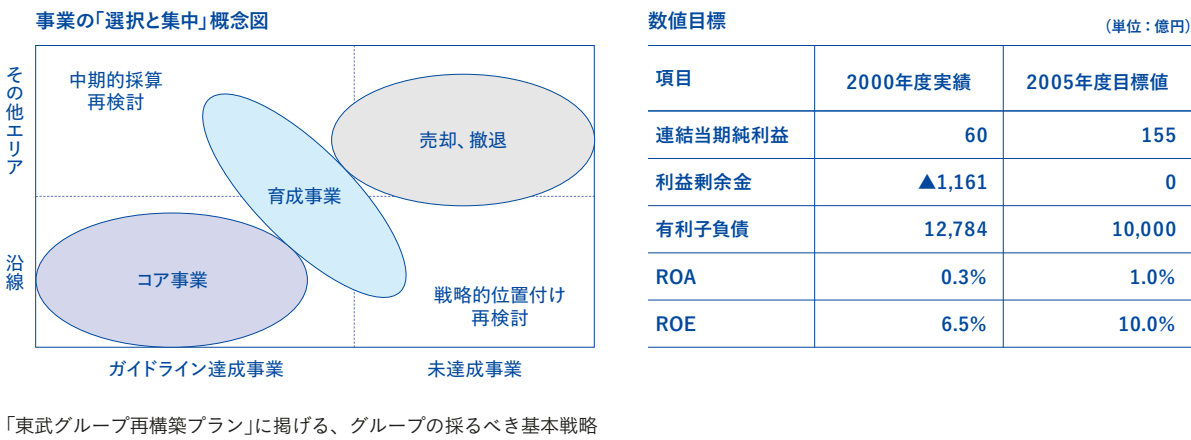 事業の「選択と集中」概念図
その他エリア
沿線
中期的採算
再検討
売却、撤退
育成事業
コア事業
戦略的位置付け
再検討
ガイドライン達成事業
未達成事業
数値目標
（単位：億円）
項目 2000年度実績 2005年度目標値
連結当期純利益 60 155
利益剰余金 ▲1,161 0
有利子負債 12,784 10,000
ROA 0.3% 1.0%
ROE 6.5% 10.0%
「東武グループ再構築プラン」に掲げる、グループの採るべき基本戦略